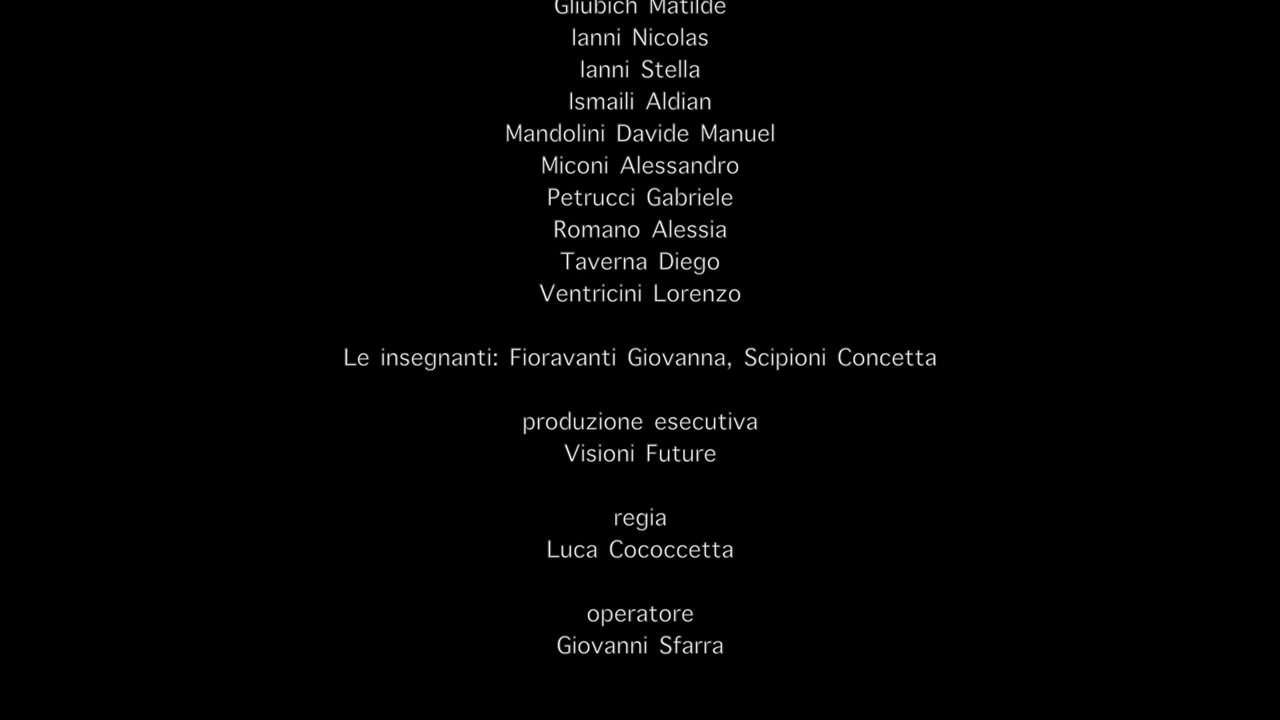 Gliubich Matilde
Ianni Nicolas
Ianni Stella
Ismaili Aldian
Mandolini Davide Manuel
Miconi Alessandro
Petrucci Gabriele
Romano Alessia
Taverna Diego
Ventricini Lorenzo
Le insegnanti: Fioravanti Giovanna, Scipioni Concetta
produzione esecutiva
Visioni Future
regia
Luca Cococcetta
operatore
Giovanni Sfarra